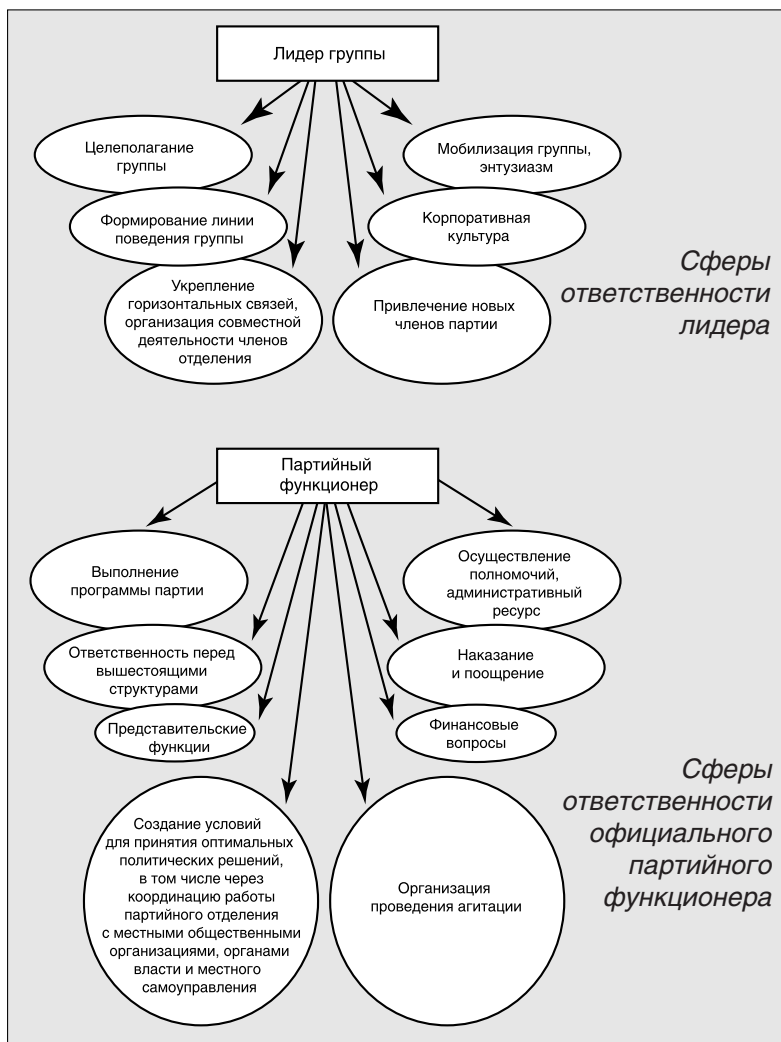 Лидер группы
Целеполагание
группы
Мобилизация группы,
энтузиазм
Формирование линии
поведения группы
Корпоративная
культура
Укрепление
горизонтальных связей,
организация совместной
деятельности членов
отделения
Привлечение новых
членов партии
Сферы
ответственности
лидера
Партийный
функционер
Выполнение
программы партии
Осуществление
полномочий,
административный
ресурс
Ответственность перед
вышестоящими
структурами
Наказание
и поощрение
Представительские
функции
Финансовые
вопросы
Создание условий
для принятия оптимальных
политических решений,
в том числе через
координацию работы
партийного отделения
с местными общественными
организациями, органами
власти и местного
самоуправления
Организация
проведения агитации
Сферы
ответственности
официального
партийного
функционера